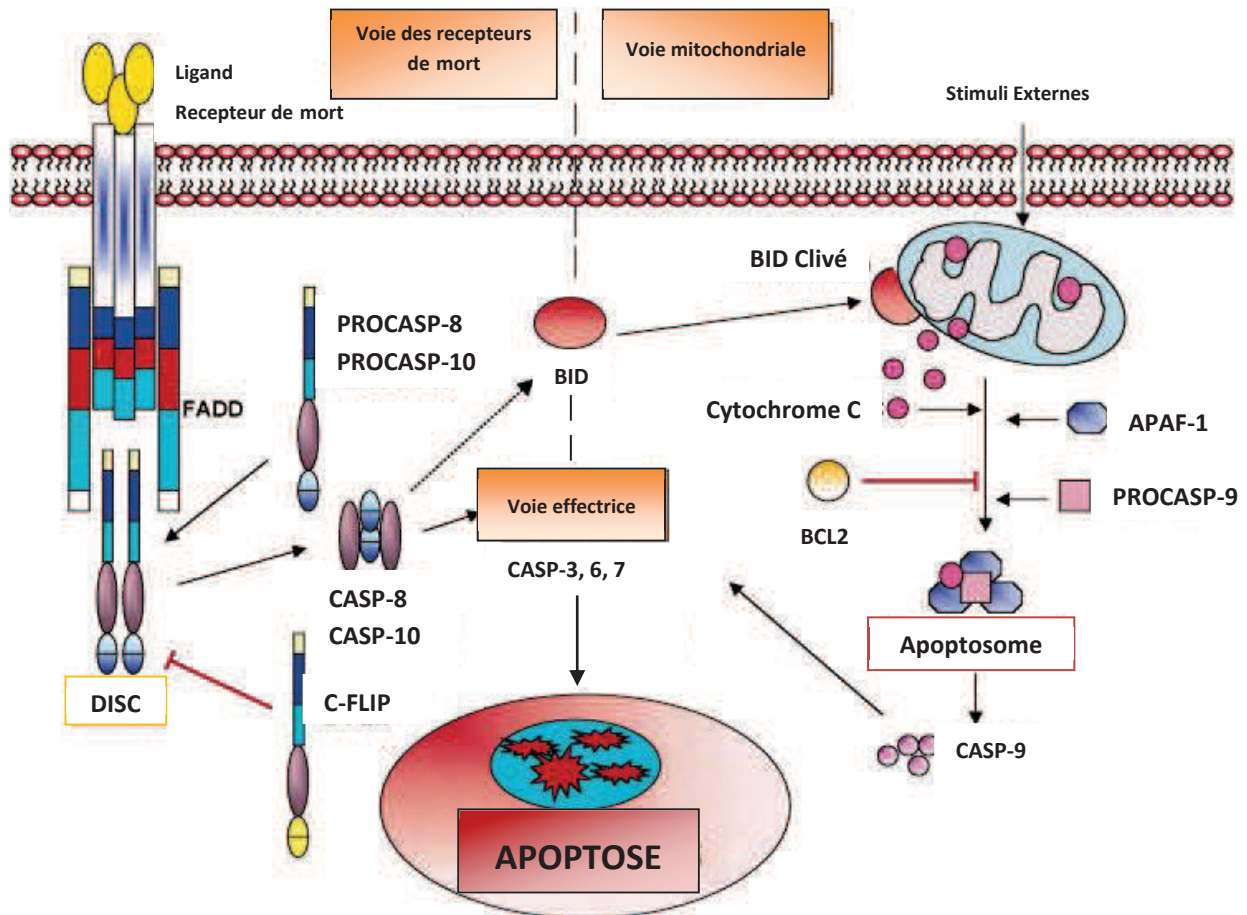 Voie des recepteurs
de mort
Voie mitochondriale
Ligand
Recepteur de mort
Stimuli Externes
BID Clivé
PROCASP-8
PROCASP-10
BID
FADD
Cytochrome C
APAF-1
PROCASP-9
BCL2
Voie effectrice
CASP-3, 6, 7
CASP-8
CASP-10
Apoptosome
DISC
C-FLIP
CASP-9
APOPTOSE